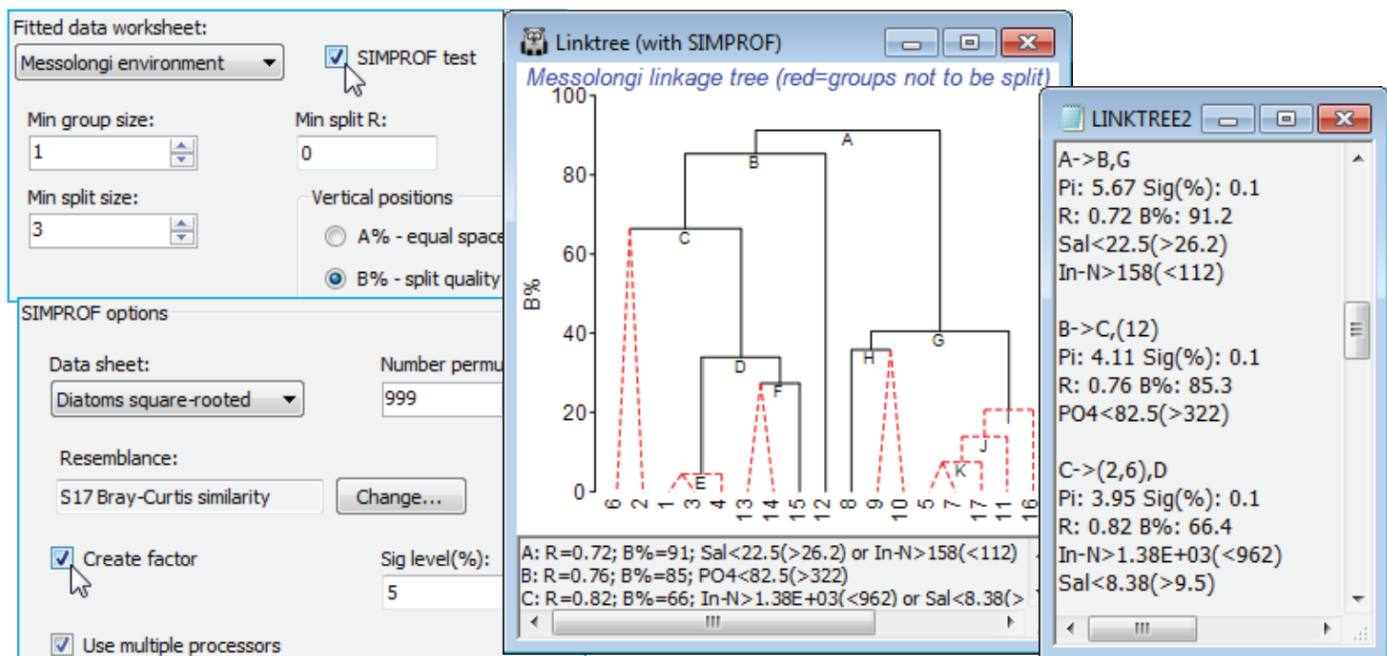 Fitted data worksheet:
Messolongi environment
SIMPROF test
Min group size:
1
Min split R:
0
Min split size:
3
Vertical positions
A% - equal space
B% - split quality
SIMPROF options
Data sheet:
Diatoms square-rooted
Number permu
999
Resemblance:
S17 Bray-Curtis similarity
Change...
Create factor
Sig level(%):
5
Use multiple processors
Linktree (with SIMPROF)
Messolongi linkage tree (red=groups not to be split)
100
80
60
40
20
0
B%
A
B
C
D
E
F
G
H
J
K
6 2 1 3 4 13 14 15 12 8 9 10 5 7 17 11 16
A: R=0.72; B%=91; Sal<22.5(>26.2) or In-N>158(<112)
B: R=0.76; B%=85; PO4<82.5(>322)
C: R=0.82; B%=66; In-N>1.38E+03(<962) or Sal<8.38(>
LINKTREE2
A->B,G
Pi: 5.67 Sig(%): 0.1
R: 0.72 B%: 91.2
Sal<22.5(>26.2)
In-N>158(<112)
B->C,(12)
Pi: 4.11 Sig(%): 0.1
R: 0.76 B%: 85.3
PO4<82.5(>322)
C->(2,6),D
Pi: 3.95 Sig(%): 0.1
R: 0.82 B%: 66.4
In-N>1.38E+03(<962)
Sal<8.38(>9.5)